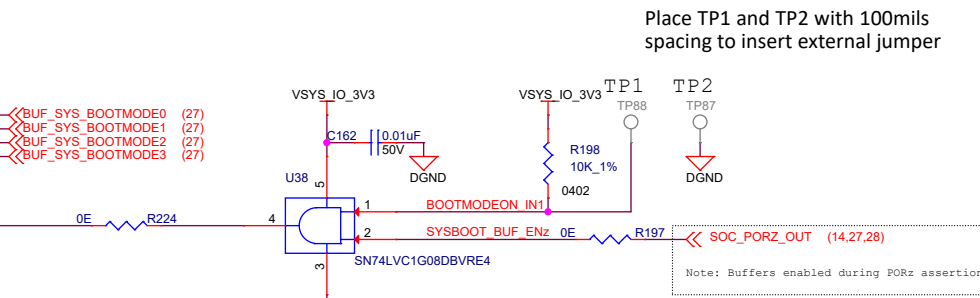 Place TP1 and TP2 with 100mils
spacing to insert external jumper
VSYS_IO_3V3
VSYS_IO_3V3
TP1
TP2
TP88
TP87
BUF_SYS_BOOTMODE0 (27)
BUF_SYS_BOOTMODE1 (27)
BUF_SYS_BOOTMODE2 (27)
BUF_SYS_BOOTMODE3 (27)
C162
0.01uF
50V
DGND
R198
10K_1%
0402
DGND
U38
5
1
BOOTMODEON_IN1
0E
R224
4
2
SYSBOOT_BUF_ENz
0E
R197
SOC_PORZ_OUT (14,27,28)
SN74LVC1G08DBVRE4
3
Note: Buffers enabled during PORz assertion